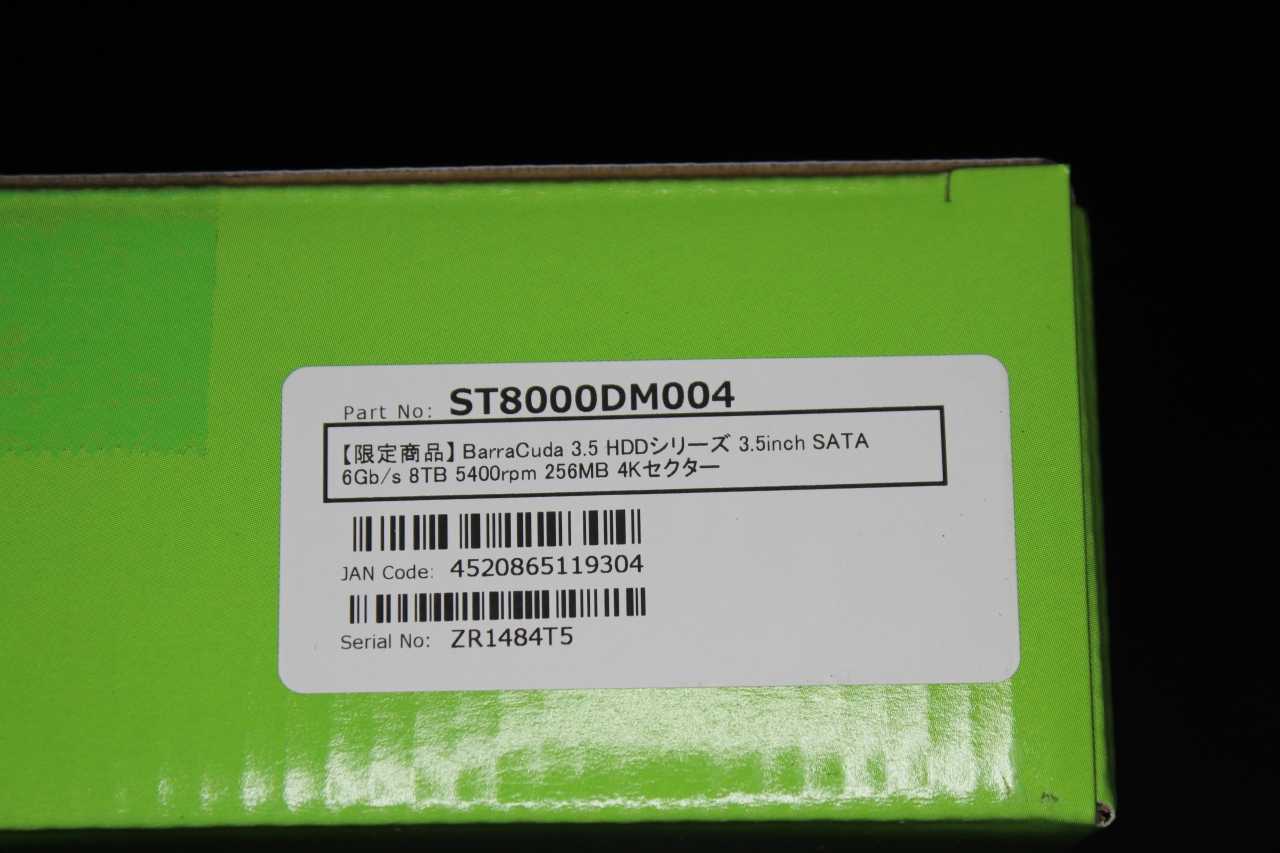 Part No: ST8000DM004
【限定商品】BarraCuda 3.5 HDDシリーズ 3.5inch SATA
6Gb/s 8TB 5400rpm 256MB 4Kセクター
JAN Code: 4520865119304
Serial No: ZR1484T5